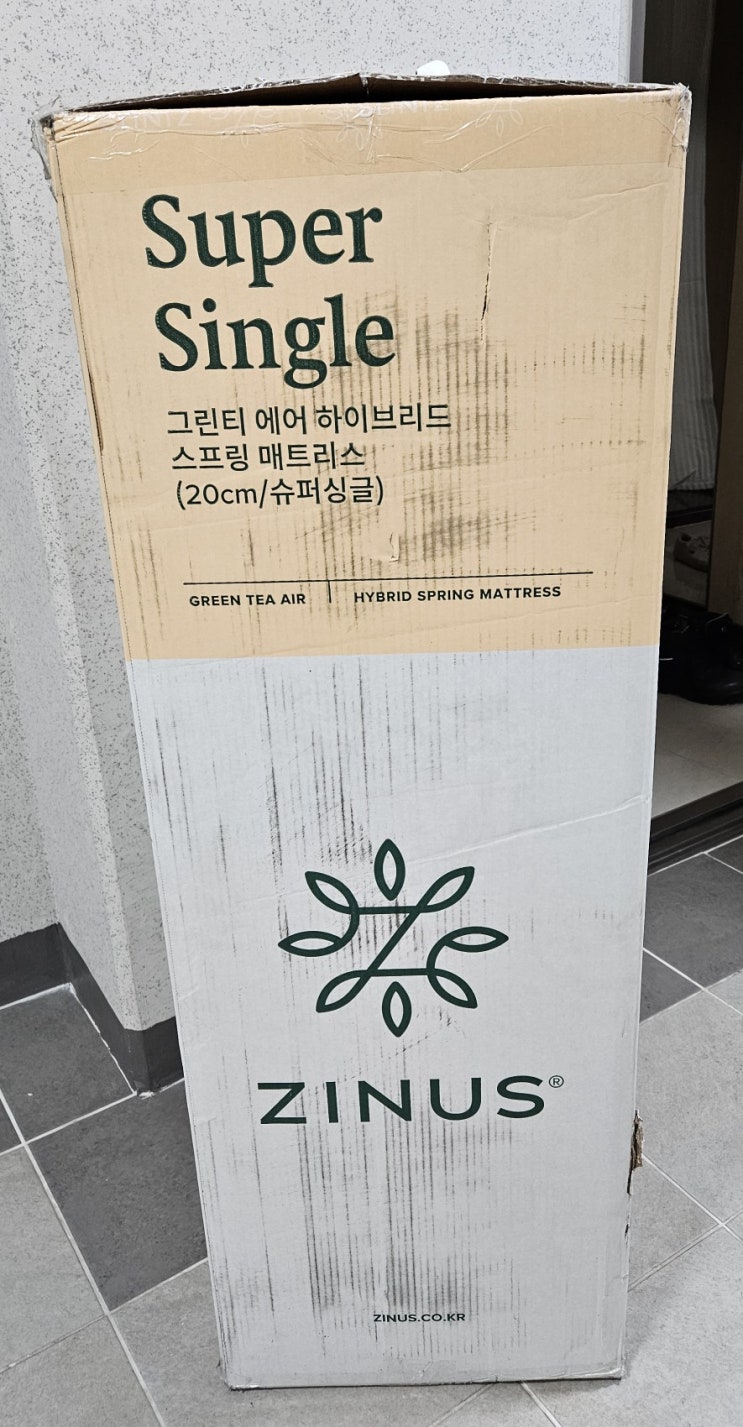 Super
Single
그린티 에어 하이브리드
스프링 매트리스
(20cm/슈퍼싱글)
GREEN TEA AIR | HYBRID SPRING MATTRESS
ZINUS®
ZINUS.CO.KR